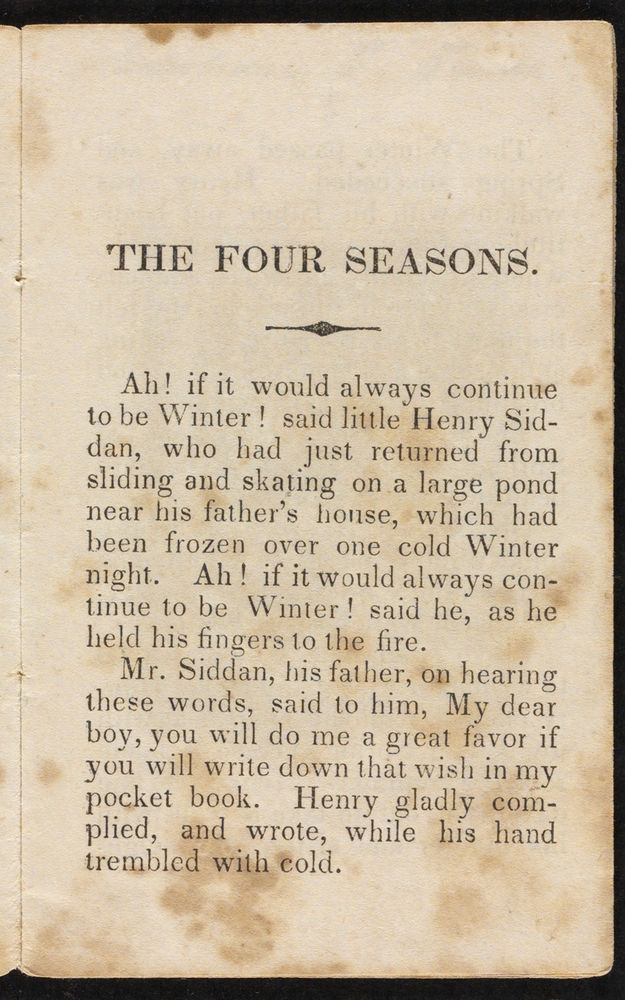 THE FOUR SEASONS.
Ah! if it would always continue
to be Winter! said little Henry Sid-
dan, who had just returned from
sliding and skating on a large pond
near his father's house, which had
been frozen over one cold Winter
night. Ah! if it would always con-
tinue to be Winter! said he, as he
held his fingers to the fire.
Mr. Siddan, his father, on hearing
these words, said to him, My dear
boy, you will do me a great favor if
you will write down that wish in my
pocket book. Henry gladly com-
plied, and wrote, while his hand
trembled with cold.